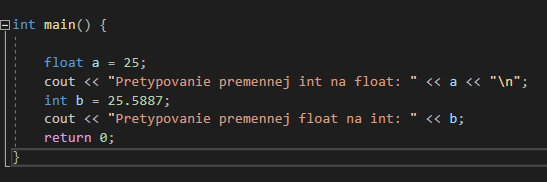 int main() {
float a = 25;
cout << "Pretypovanie premennej int na float: " << a << "\n";
int b = 25.5887;
cout << "Pretypovanie premennej float na int: " << b;
return 0;
}